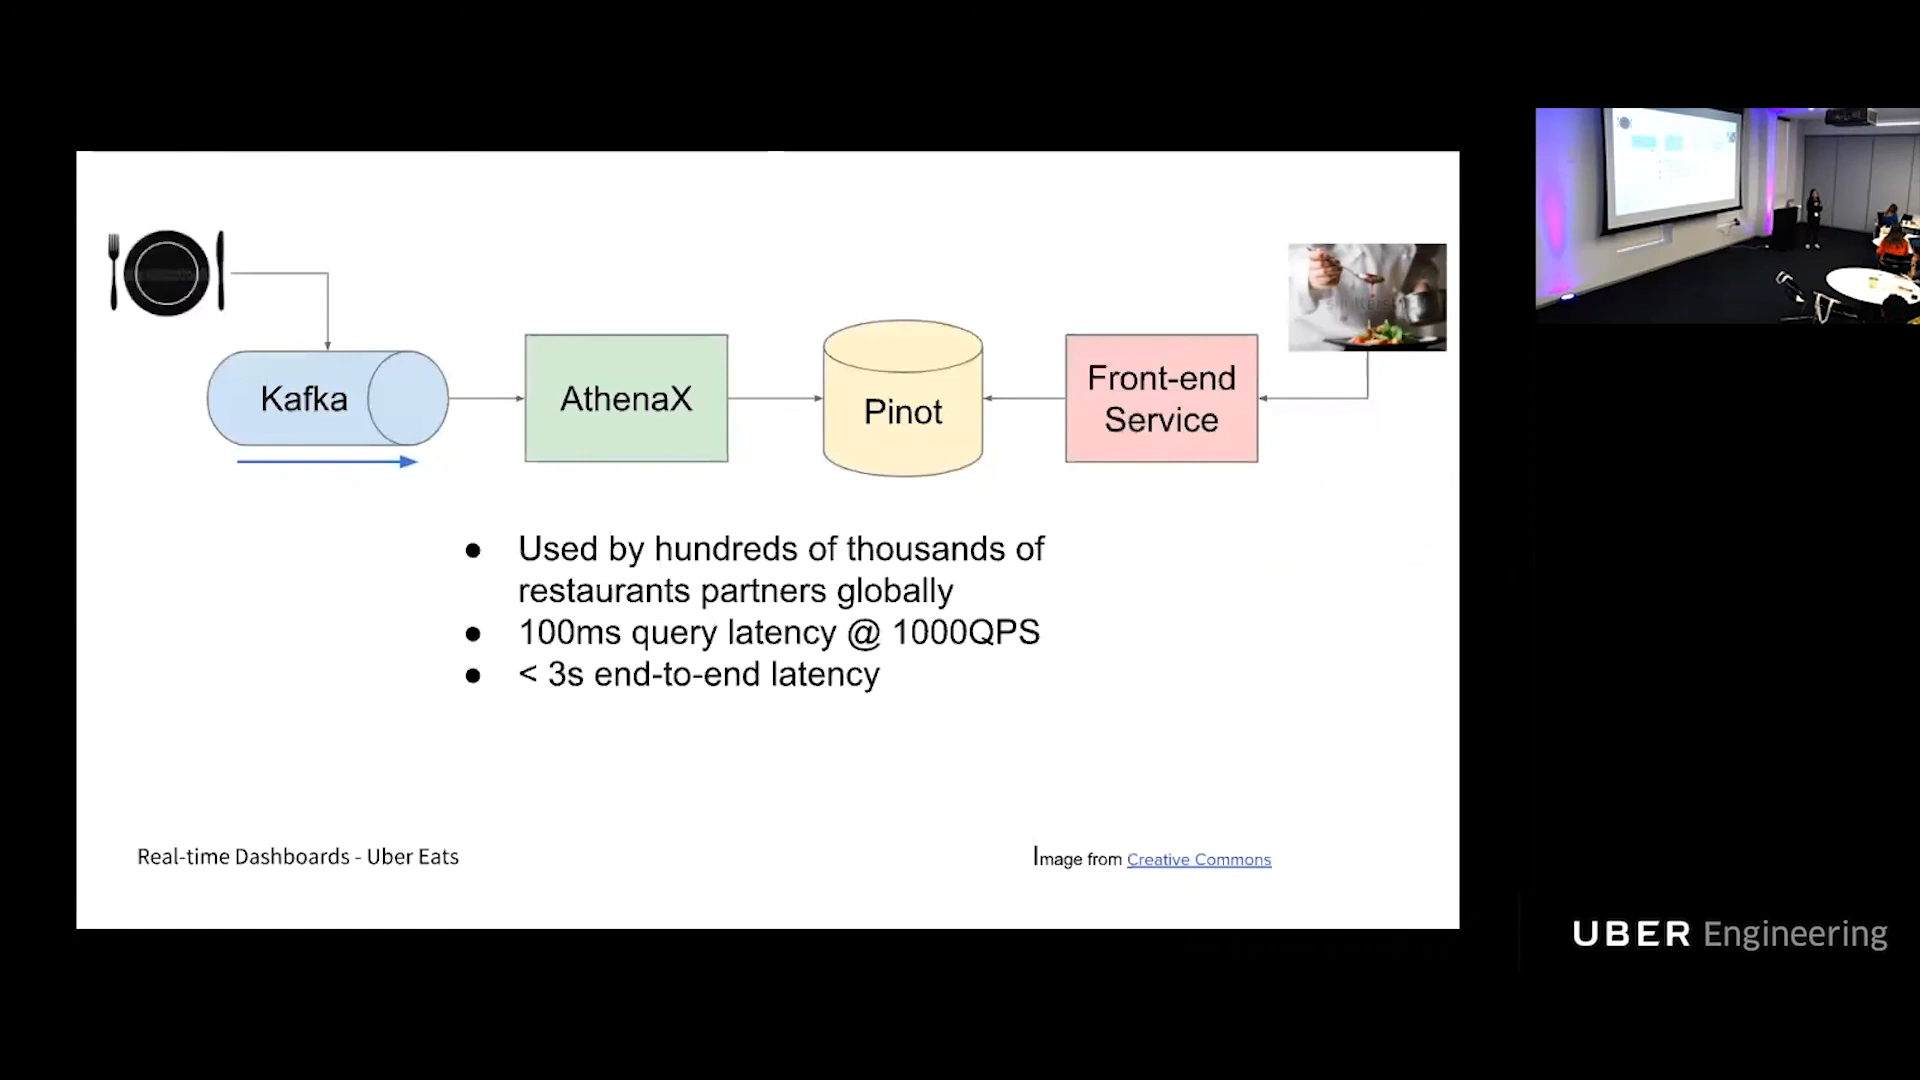 Kafka
AthenaX
Pinot
Front-end
Service
● Used by hundreds of thousands of
restaurants partners globally
● 100ms query latency @ 1000QPS
● < 3s end-to-end latency
Real-time Dashboards - Uber Eats
Image from Creative Commons
UBER Engineering